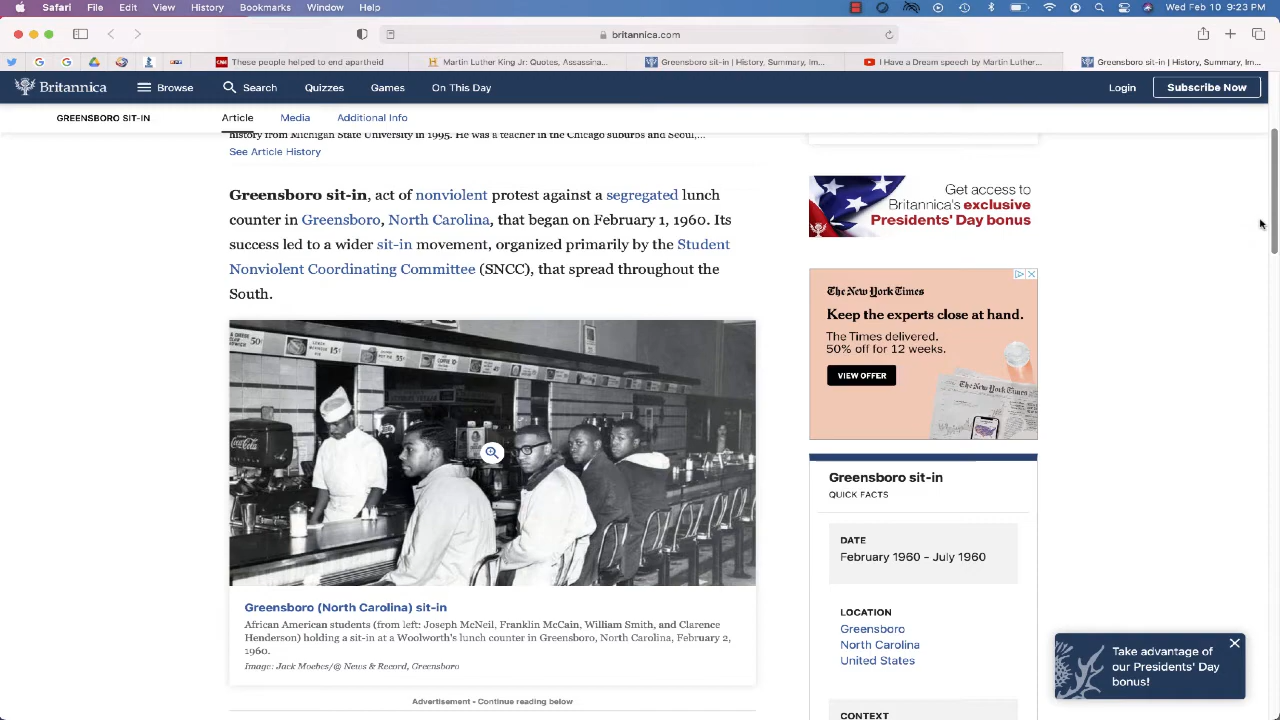 Safari File Edit View History Bookmarks Window Help
Mon Feb 20 9:23 PM
britannica.com
These people helped to end apartheid
Martin Luther King Jr: Quotes, Assassina...
Greensboro sit-in | History, Summary, Im...
I Have a Dream speech by Martin Luther...
Greensboro sit-in | History, Summary, Im...
Britannica
Browse
Search
Quizzes
Games
On This Day
Login
Subscribe Now
GREENSBORO SIT-IN
Article
Media
Additional Info
history from Michigan State University in 1995. He was a teacher in the Chicago suburbs and Seoul,...
See Article History
Greensboro sit-in, act of nonviolent protest against a segregated lunch
counter in Greensboro, North Carolina, that began on February 1, 1960. Its
success led to a wider sit-in movement, organized primarily by the Student
Nonviolent Coordinating Committee (SNCC), that spread throughout the
South.
Coca-Cola
Greensboro (North Carolina) sit-in
African American students (from left: Joseph McNeil, Franklin McCain, William Smith, and Clarence
Henderson) holding a sit-in at a Woolworth's lunch counter in Greensboro, North Carolina, February 2,
1960.
Image: Jack Moebes/@ News & Record, Greensboro
Advertisement - Continue reading below
Get access to
Britannica's exclusive
Presidents' Day bonus
The New York Times
Keep the experts close at hand.
The Times delivered.
50% off for 12 weeks.
VIEW OFFER
Greensboro sit-in
QUICK FACTS
DATE
February 1960 - July 1960
LOCATION
Greensboro
North Carolina
United States
CONTEXT
Take advantage of
our Presidents' Day
bonus!